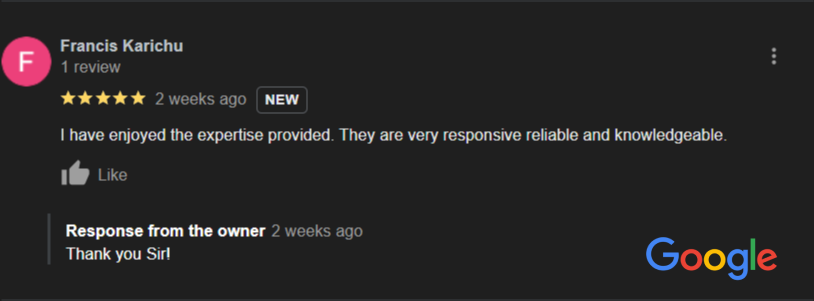 F
Francis Karichu
1 review
2 weeks ago NEW
I have enjoyed the expertise provided. They are very responsive reliable and knowledgeable.
Like
Response from the owner 2 weeks ago
Thank you Sir!
Google